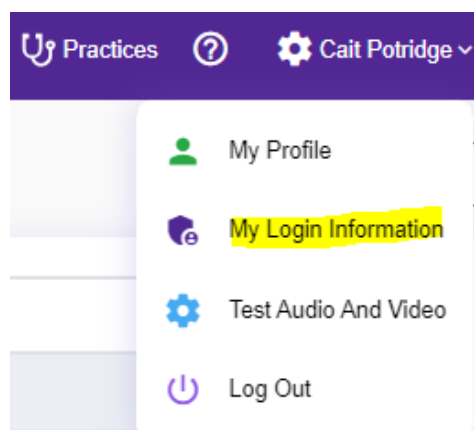 Practices Cait Potridge
My Profile
My Login Information
Test Audio And Video
Log Out